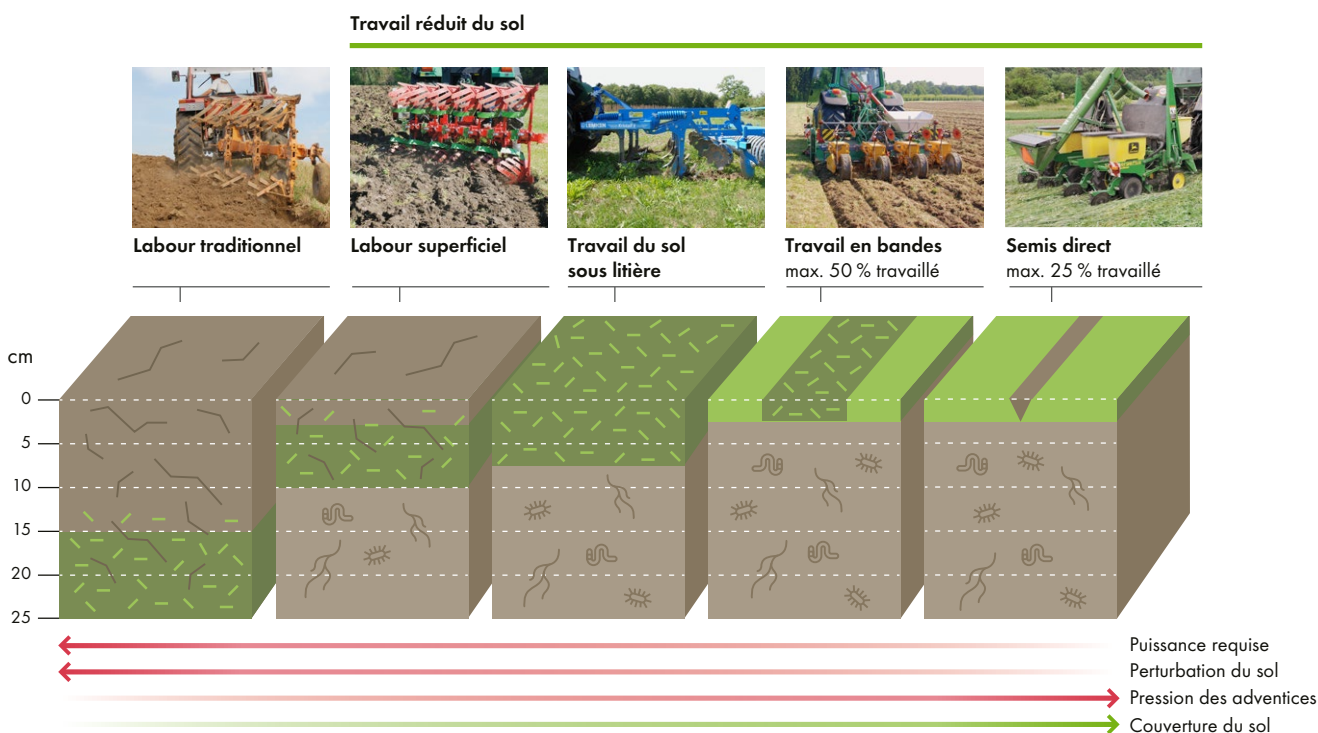 Travail réduit du sol
Labour traditionnel
Labour superficiel
Travail du sol
sous litière
Travail en bandes
max. 50 % travaillé
Semis direct
max. 25 % travaillé
cm
0
5
10
15
20
25
Puissance requise
Perturbation du sol
Pression des adventices
Couverture du sol